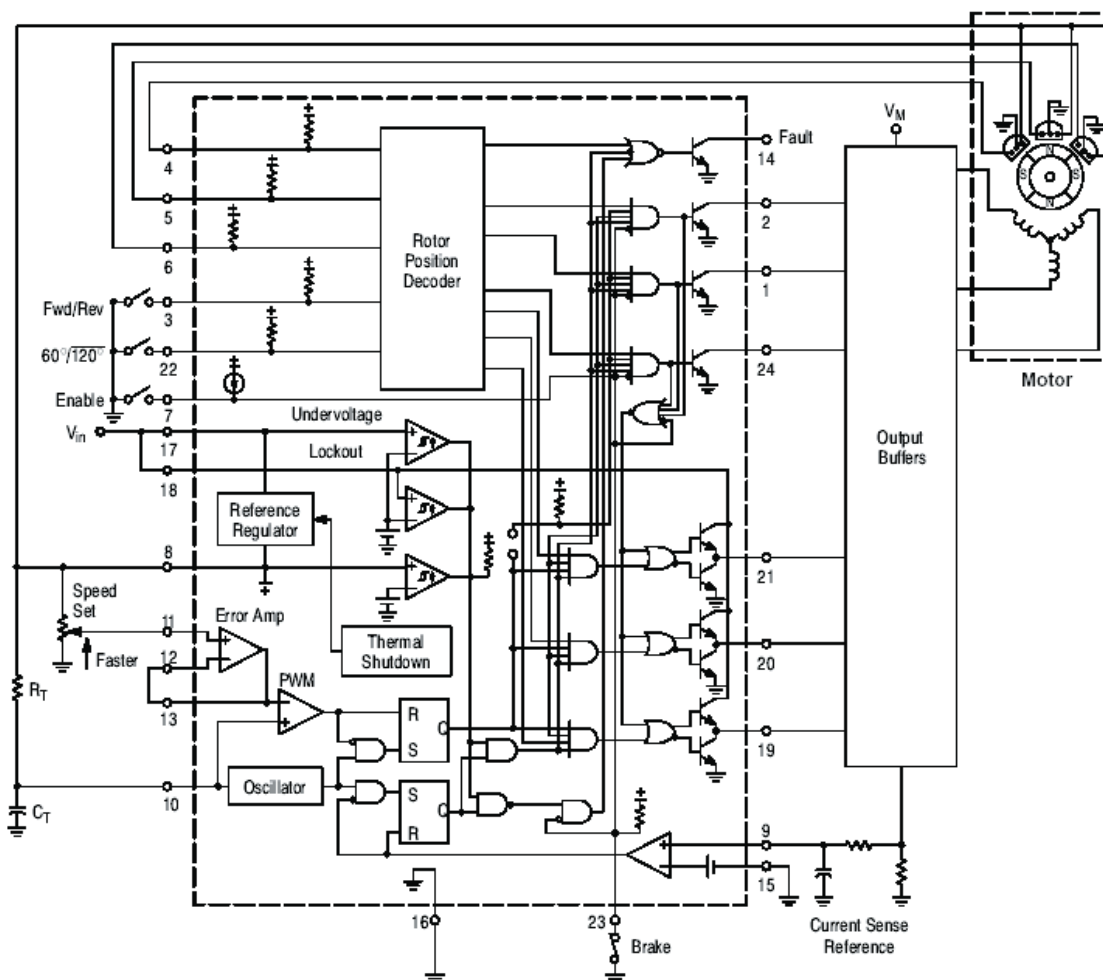 V_M
Fault
14
4
2
5
6
Rotor
Position
Decoder
1
Fwd/Rev
3
60°/120°
22
24
Motor
Enable
7
Undervoltage
V_in
17
Lockout
Output
Buffers
18
Reference
Regulator
8
21
Speed
Set
11
Error Amp
Faster
12
Thermal
Shutdown
20
R_T
13
PWM
R
Q
S
19
10
Oscillator
S
Q
R
C_T
9
15
16
23
Brake
Current Sense
Reference
N
S
S
N